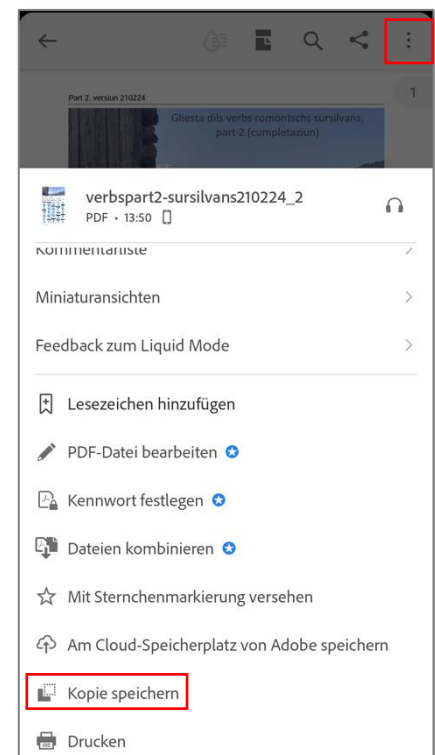 Part 2, versiun 210224
1
Gliesta dils verbs romontschs sursilvans,
part 2 (cumplettaziun)
verbspart2-sursilvans210224_2
PDF • 13:50
Kommentarliste
Miniaturansichten
Feedback zum Liquid Mode
Lesezeichen hinzufügen
PDF-Datei bearbeiten
Kennwort festlegen
Dateien kombinieren
Mit Sternchenmarkierung versehen
Am Cloud-Speicherplatz von Adobe speichern
Kopie speichern
Drucken